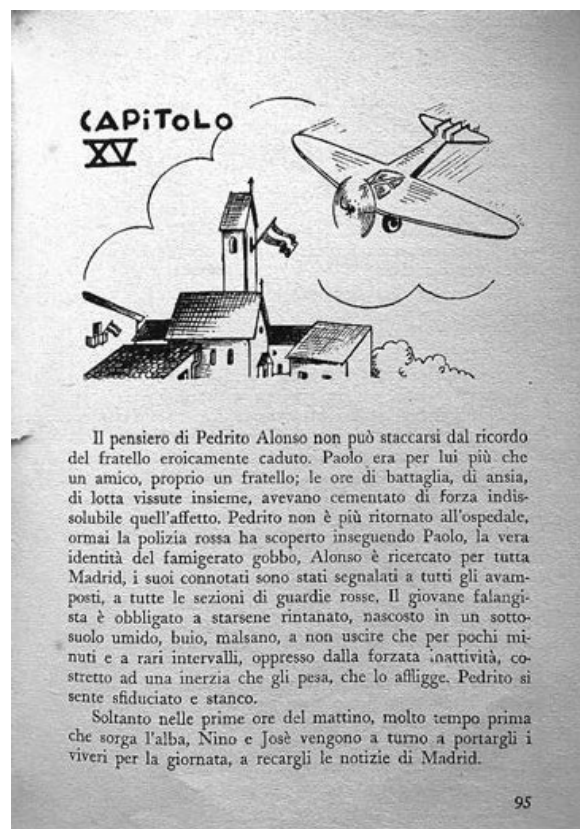 CAPiToLo
XV
Il pensiero di Pedrito Alonso non può staccarsi dal ricordo
del fratello eroicamente caduto. Paolo era per lui più che
un amico, proprio un fratello; le ore di battaglia, di ansia,
di lotta vissute insieme, avevano cementato di forza indis-
solubile quell'affetto. Pedrito non è più ritornato all'ospedale,
ormai la polizia rossa ha scoperto inseguendo Paolo, la vera
identità del famigerato gobbo, Alonso è ricercato per tutta
Madrid, i suoi connotati sono stati segnalati a tutti gli avam-
posti, a tutte le sezioni di guardie rosse. Il giovane falangi-
sta è obbligato a starsene rintanato, nascosto in un sotto-
suolo umido, buio, malsano, a non uscire che per pochi mi-
nuti e a rari intervalli, oppresso dalla forzata inattività, co-
stretto ad una inerzia che gli pesa, che lo affligge. Pedrito si
sente sfiduciato e stanco.
Soltanto nelle prime ore del mattino, molto tempo prima
che sorga l'alba, Nino e Josè vengono a turno a portargli i
viveri per la giornata, a recargli le notizie di Madrid.
95